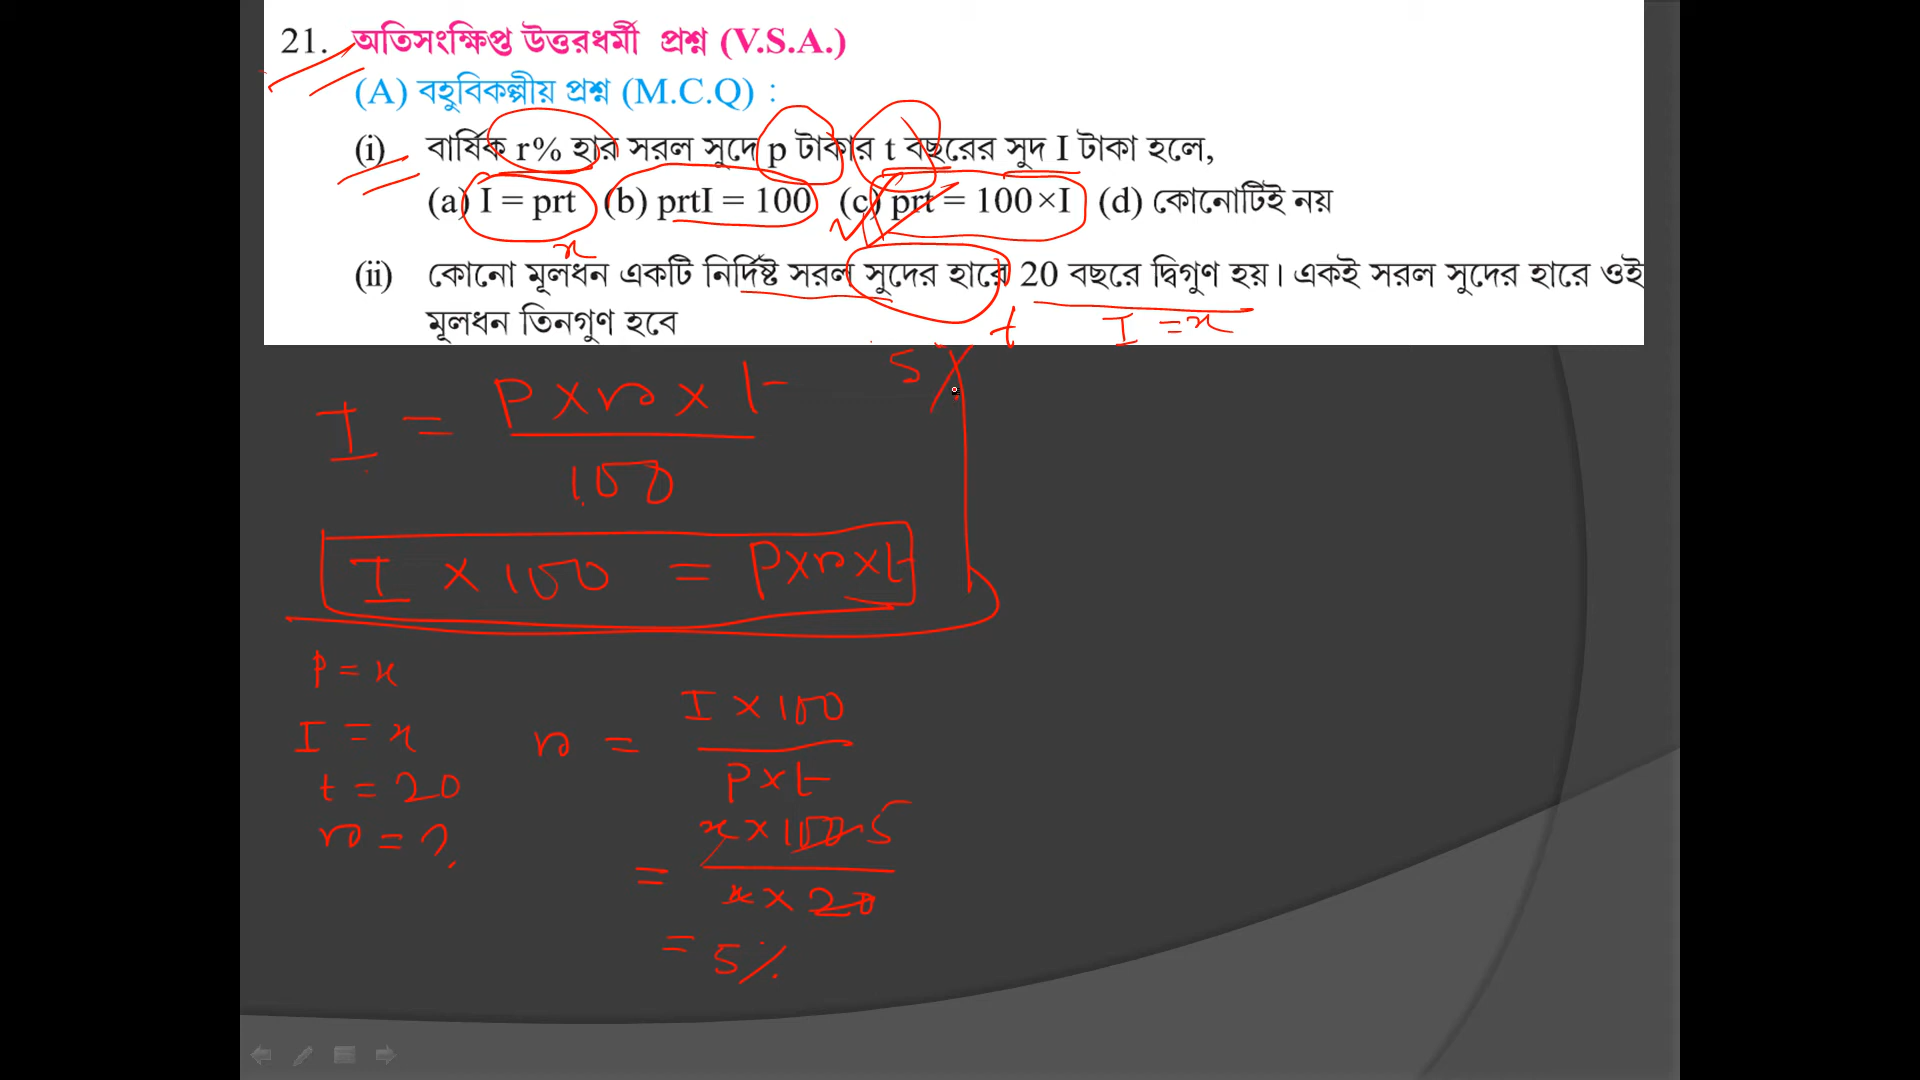 21. অতিসংক্ষিপ্ত উত্তরধর্মী প্রশ্ন (V.S.A.)
(A) বহুবিকল্পীয় প্রশ্ন (M.C.Q) :
(i) বার্ষিক r% হার সরল সুদে p টাকার t বছরের সুদ I টাকা হলে,
(a) I = prt (b) prtI = 100 (c) prt = 100×I (d) কোনোটিই নয়
x
(ii) কোনো মূলধন একটি নির্দিষ্ট সরল সুদের হারে 20 বছরে দ্বিগুণ হয়। একই সরল সুদের হারে ওই
মূলধন তিনগুণ হবে
t I = x
5%
I = P × r × t
100
I × 100 = P × r × t
P = x
I = x
t = 20
r = ?
r = I × 100
P × t
= x × 100 5
x × 20
= 5%